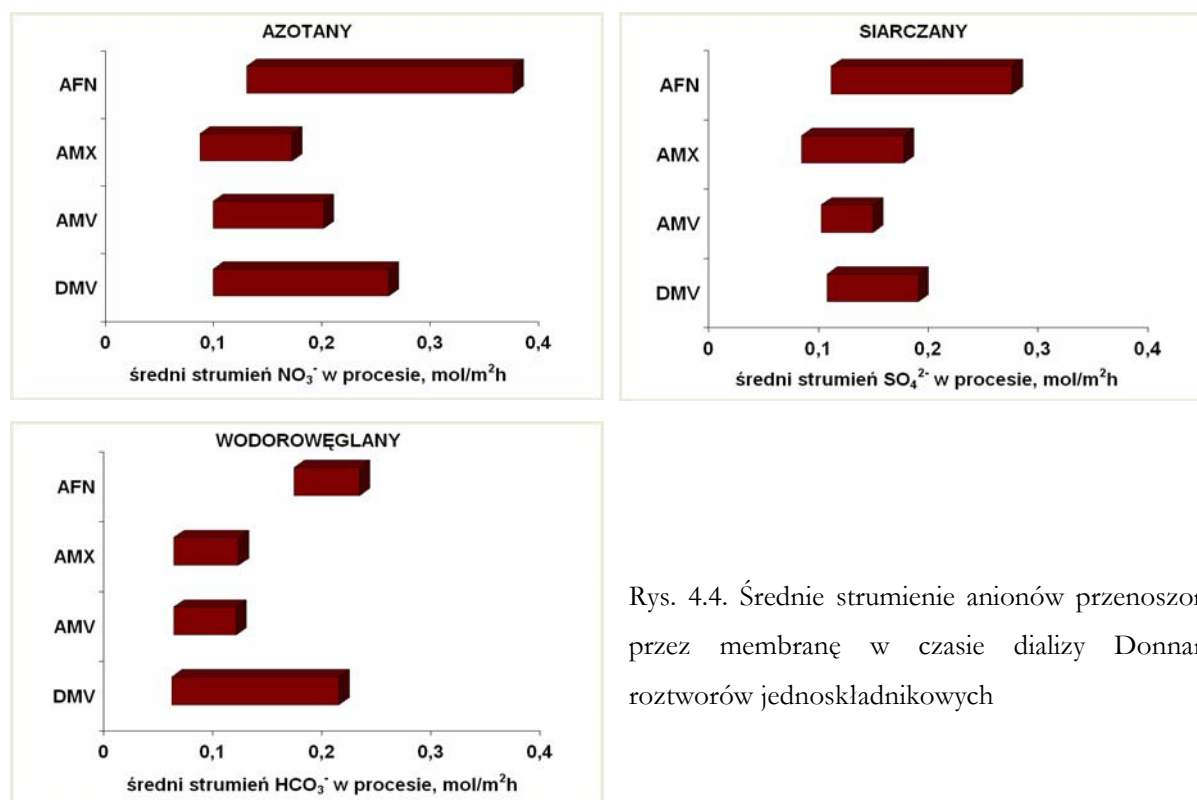 AZOTANY
AFN
AMX
AMV
DMV
0 0,1 0,2 0,3 0,4
średni strumień NO₃⁻ w procesie, mol/m²h
SIARCZANY
AFN
AMX
AMV
DMV
0 0,1 0,2 0,3 0,4
średni strumień SO₄²⁻ w procesie, mol/m²h
WODOROWĘGLANY
AFN
AMX
AMV
DMV
0 0,1 0,2 0,3 0,4
średni strumień HCO₃⁻ w procesie, mol/m²h
Rys. 4.4. Średnie strumienie anionów
przez membranę w czasie dializy
roztworów jednoskładnikowych